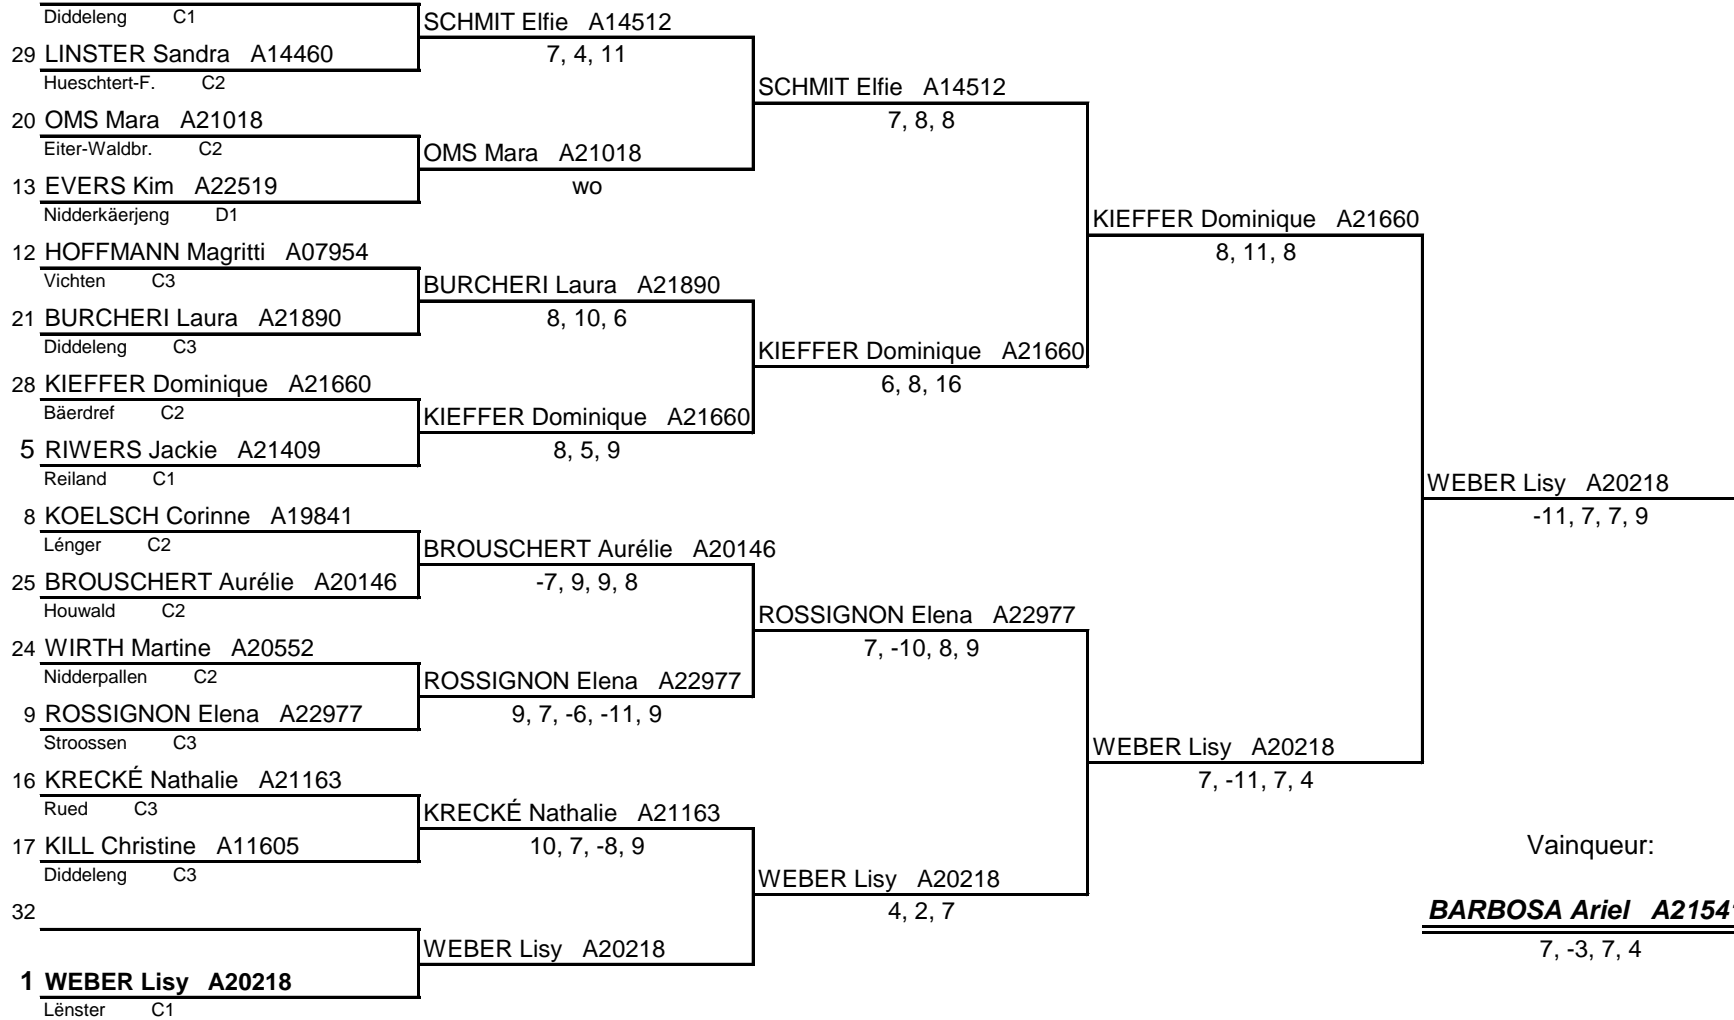 Diddeleng C1
SCHMIT Elfie A14512
29 LINSTER Sandra A14460
7, 4, 11
Hueschtert-F. C2
SCHMIT Elfie A14512
20 OMS Mara A21018
7, 8, 8
Eiter-Waldbr. C2
OMS Mara A21018
13 EVERS Kim A22519
wo
Nidderkäerjeng D1
KIEFFER Dominique A21660
12 HOFFMANN Magritti A07954
8, 11, 8
Vichten C3
BURCHERI Laura A21890
21 BURCHERI Laura A21890
8, 10, 6
Diddeleng C3
KIEFFER Dominique A21660
28 KIEFFER Dominique A21660
6, 8, 16
Bäerdref C2
KIEFFER Dominique A21660
5 RIWERS Jackie A21409
8, 5, 9
Reiland C1
WEBER Lisy A20218
8 KOELSCH Corinne A19841
-11, 7, 7, 9
Lénger C2
BROUSCHERT Aurélie A20146
25 BROUSCHERT Aurélie A20146
-7, 9, 9, 8
Houwald C2
ROSSIGNON Elena A22977
24 WIRTH Martine A20552
7, -10, 8, 9
Nidderpallen C2
ROSSIGNON Elena A22977
9 ROSSIGNON Elena A22977
9, 7, -6, -11, 9
Stroossen C3
WEBER Lisy A20218
16 KRECKÉ Nathalie A21163
7, -11, 7, 4
Rued C3
KRECKÉ Nathalie A21163
17 KILL Christine A11605
10, 7, -8, 9
Vainqueur:
Diddeleng C3
WEBER Lisy A20218
32
4, 2, 7
BARBOSA Ariel
WEBER Lisy A20218
7, -3, 7, 4
1 WEBER Lisy A20218
Lënster C1